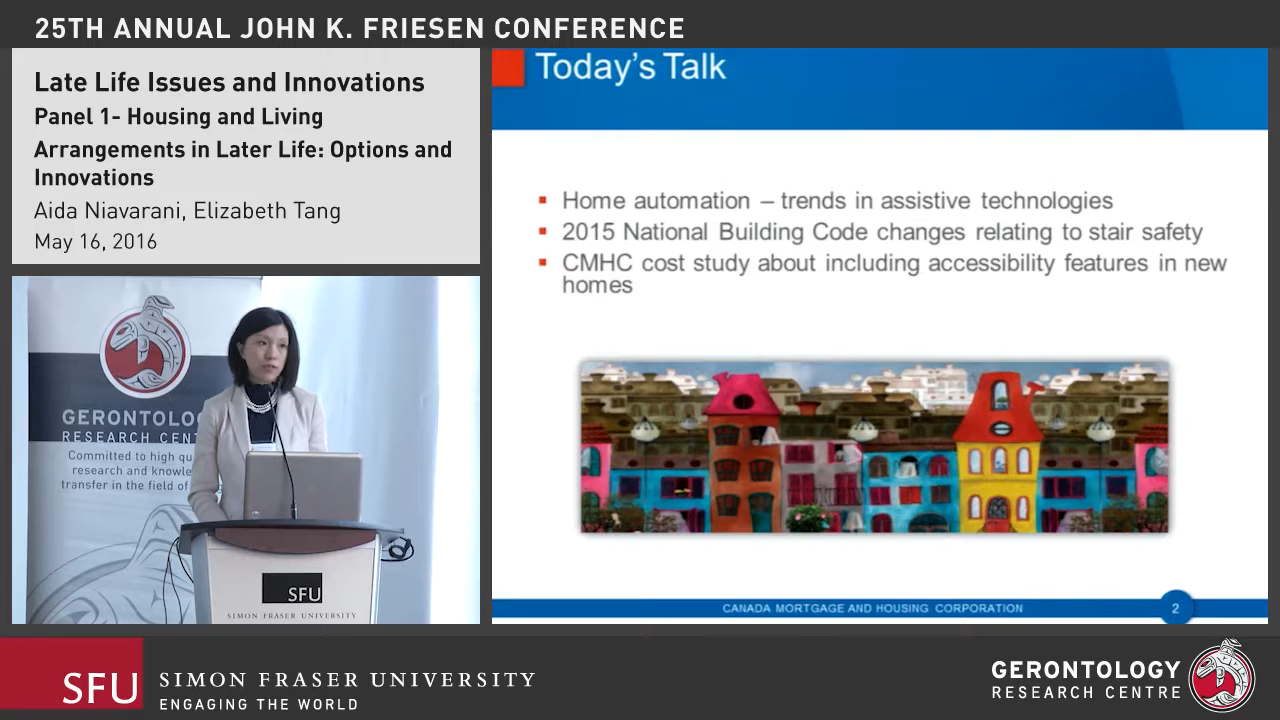 25TH ANNUAL JOHN K. FRIESEN CONFERENCE
Late Life Issues and Innovations
Panel 1- Housing and Living
Arrangements in Later Life: Options and
Innovations
Aida Niavarani, Elizabeth Tang
May 16, 2016
Today's Talk
Home automation – trends in assistive technologies
2015 National Building Code changes relating to stair safety
CMHC cost study about including accessibility features in new
homes
CANADA MORTGAGE AND HOUSING CORPORATION
2
GERONTOLOGY
RESEARCH CENT
Committed to high qu
research and knowle
transfer in the field of
SFU
SIMON FRASER UNIVERSITY
SFU
SIMON FRASER UNIVERSITY
ENGAGING THE WORLD
GERONTOLOGY
RESEARCH CENTRE